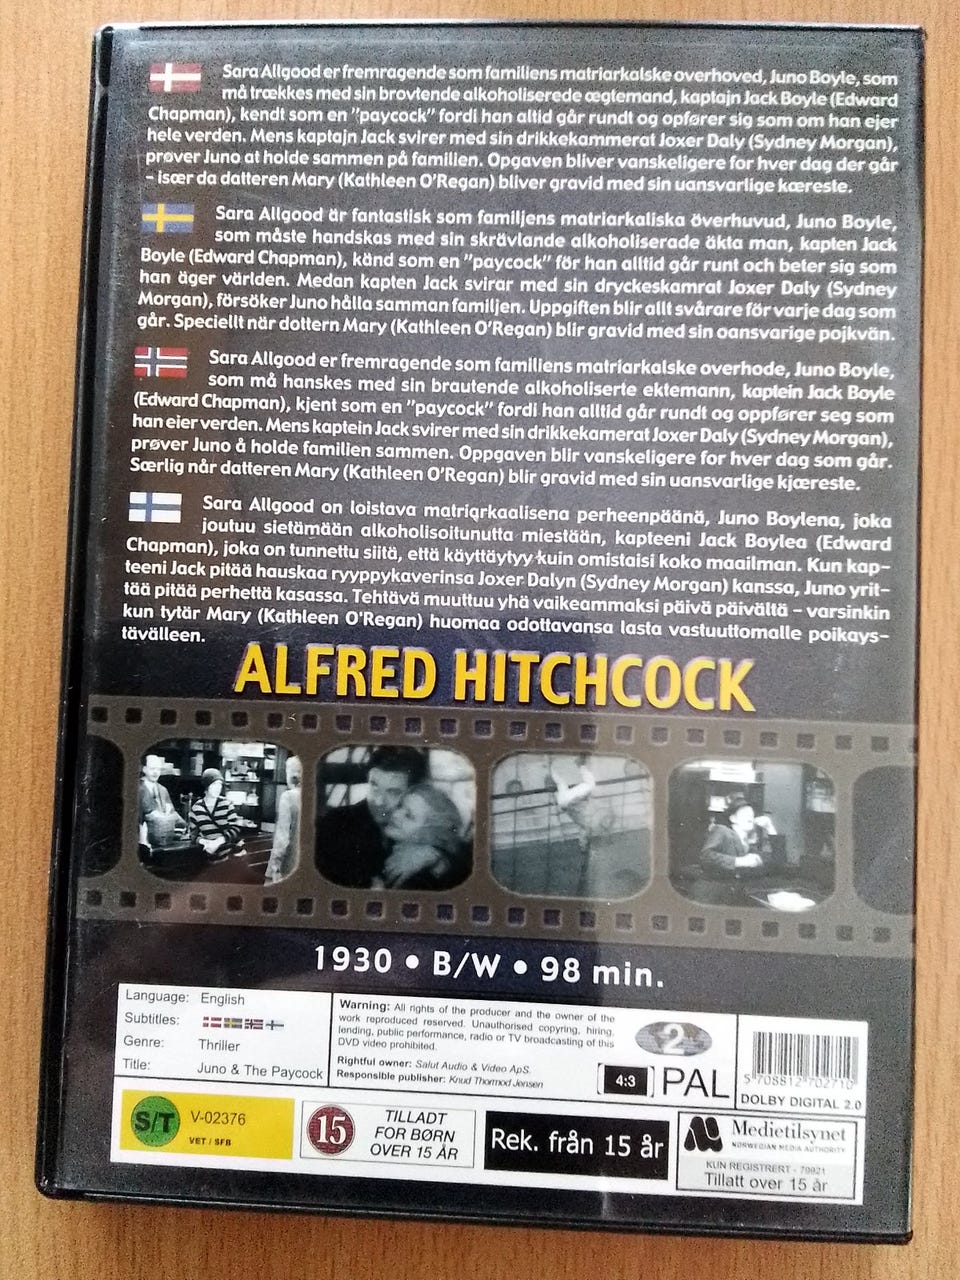 Sara Allgood er fremragende som familiens matriarkalske overhoved, Juno Boyle, som
må trækkes med sin brovtende alkoholiserede ægtemand, kaptajn Jack Boyle (Edward
Chapman), kendt som en "paycock" fordi han altid går rundt og opfører sig som om han ejer
hele verden. Mens kaptajn Jack svirer med sin drikkekammerat Joxer Daly (Sydney Morgan),
prøver Juno at holde sammen på familien. Opgaven bliver vanskeligere for hver dag der går
– især da datteren Mary (Kathleen O'Regan) bliver gravid med sin uansvarlige kæreste.
Sara Allgood är fantastisk som familjens matriarkaliska överhuvud, Juno Boyle,
som måste handskas med sin skrävlande alkoholiserade äkta man, kapten Jack
Boyle (Edward Chapman), känd som en "paycock" för han alltid går runt och beter sig som
han äger världen. Medan kapten Jack svirar med sin dryckeskamrat Joxer Daly (Sydney
Morgan), försöker Juno hålla samman familjen. Uppgiften blir allt svårare för varje dag som
går. Speciellt när dottern Mary (Kathleen O'Regan) blir gravid med sin oansvarige pojkvän.
Sara Allgood er fremragende som familiens matriarkalske overhode, Juno Boyle,
som må hanskes med sin brautende alkoholiserte ektemann, kaptein Jack Boyle
(Edward Chapman), kjent som en "paycock" fordi han alltid går rundt og oppfører seg som
han eier verden. Mens kaptein Jack svirer med sin drikkekamerat Joxer Daly (Sydney Morgan),
prøver Juno å holde familien sammen. Oppgaven blir vanskeligere for hver dag som går.
Særlig når datteren Mary (Kathleen O'Regan) blir gravid med sin uansvarlige kjæreste.
Sara Allgood on loistava matriarkaalisena perheenpäänä, Juno Boylena, joka
joutuu sietämään alkoholisoitunutta miestään, kapteeni Jack Boylea (Edward
Chapman), joka on tunnettu siitä, että käyttäytyy kuin omistaisi koko maailman. Kun kap-
teeni Jack pitää hauskaa ryyppykaverinsa Joxer Dalyn (Sydney Morgan) kanssa, Juno yrit-
tää pitää perhettä kasassa. Tehtävä muuttuu yhä vaikeammaksi päivä päivältä – varsinkin
kun tytär Mary (Kathleen O'Regan) huomaa odottavansa lasta vastuuttomalle poikays-
tävälleen.
ALFRED HITCHCOCK
1930 • B/W • 98 min.
Language: English
Subtitles:
Genre: Thriller
Title: Juno & The Paycock
Warning: All rights of the producer and the owner of the
work reproduced reserved. Unauthorised copying, hiring,
lending, public performance, radio or TV broadcasting of this
DVD video prohibited.
Rightful owner: Salut Audio & Video ApS.
Responsible publisher: Knud Thormod Jensen
2
4:3 PAL
5 708812 702710
DOLBY DIGITAL 2.0
S/T V-02376
VET / SFB
15 TILLADT
FOR BØRN
OVER 15 ÅR
Rek. från 15 år
Medietilsynet
NORWEGIAN MEDIA AUTHORITY
KUN REGISTRERT - 79921
Tillatt over 15 år